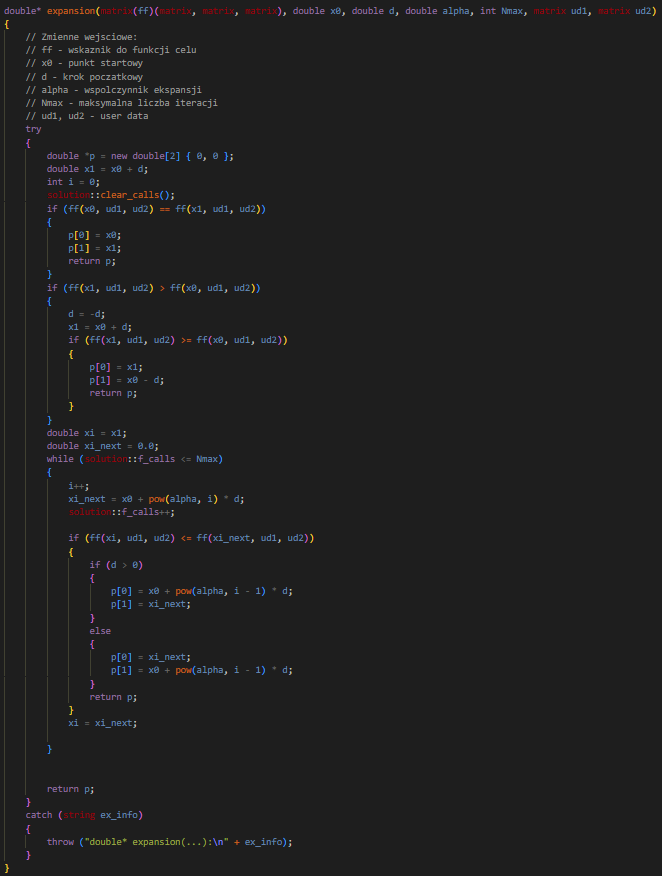 double* expansion(matrix(ff)(matrix, matrix, matrix), double x0, double d, double alpha, int Nmax, matrix ud1, matrix ud2)
{
    // Zmienne wejsciowe:
    // ff - wskaznik do funkcji celu
    // x0 - punkt startowy
    // d - krok poczatkowy
    // alpha - wspolczynnik ekspansji
    // Nmax - maksymalna liczba iteracji
    // ud1, ud2 - user data
    try
    {
        double *p = new double[2] { 0, 0 };
        double x1 = x0 + d;
        int i = 0;
        solution::clear_calls();
        if (ff(x0, ud1, ud2) == ff(x1, ud1, ud2))
        {
            p[0] = x0;
            p[1] = x1;
            return p;
        }
        if (ff(x1, ud1, ud2) > ff(x0, ud1, ud2))
        {
            d = -d;
            x1 = x0 + d;
            if (ff(x1, ud1, ud2) >= ff(x0, ud1, ud2))
            {
                p[0] = x1;
                p[1] = x0 - d;
                return p;
            }
        }
        double xi = x1;
        double xi_next = 0.0;
        while (solution::f_calls <= Nmax)
        {
            i++;
            xi_next = x0 + pow(alpha, i) * d;
            solution::f_calls++;

            if (ff(xi, ud1, ud2) <= ff(xi_next, ud1, ud2))
            {
                if (d > 0)
                {
                    p[0] = x0 + pow(alpha, i - 1) * d;
                    p[1] = xi_next;
                }
                else
                {
                    p[0] = xi_next;
                    p[1] = x0 + pow(alpha, i - 1) * d;
                }
                return p;
            }
            xi = xi_next;

        }


        return p;
    }
    catch (string ex_info)
    {
        throw ("double* expansion(...):\n" + ex_info);
    }
}